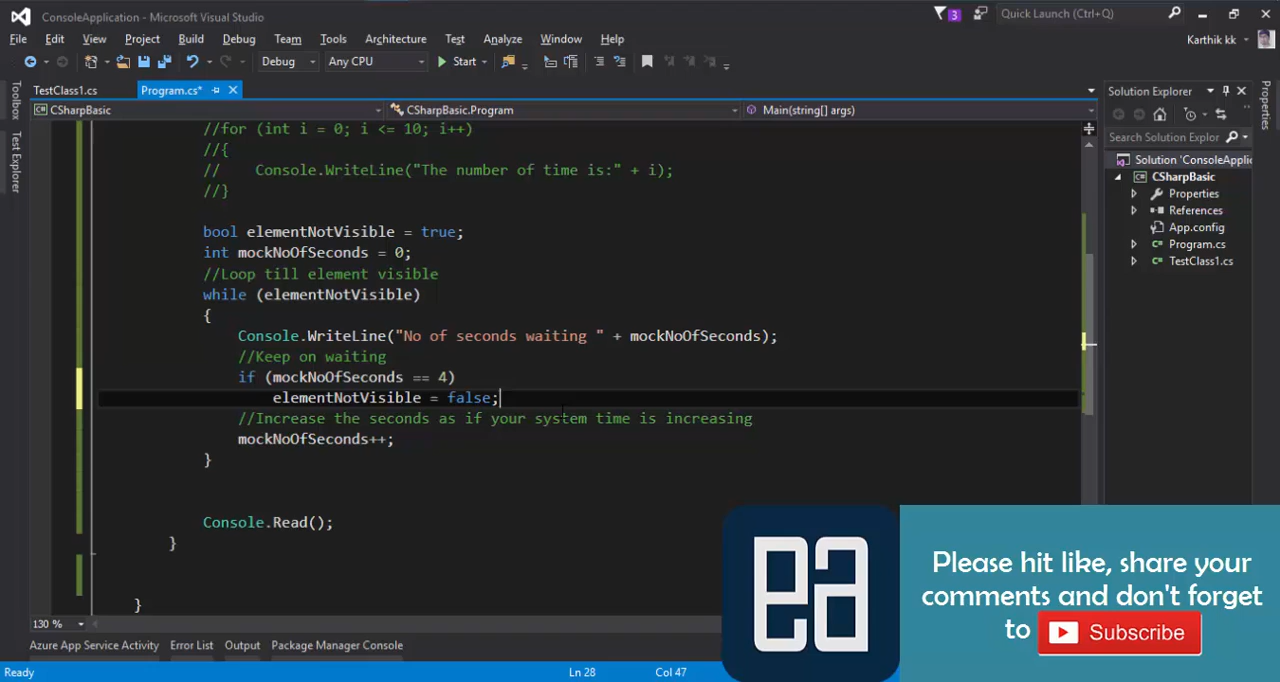 ConsoleApplication - Microsoft Visual Studio
3
Quick Launch (Ctrl+Q)
File Edit View Project Build Debug Team Tools Architecture Test Analyze Window Help
Karthik kk
Debug Any CPU Start
Toolbox
Test Explorer
TestClass1.cs Program.cs*
CSharpBasic CSharpBasic.Program Main(string[] args)
//for (int i = 0; i <= 10; i++)
//{
// Console.WriteLine("The number of time is:" + i);
//}
bool elementNotVisible = true;
int mockNoOfSeconds = 0;
//Loop till element visible
while (elementNotVisible)
{
Console.WriteLine("No of seconds waiting " + mockNoOfSeconds);
//Keep on waiting
if (mockNoOfSeconds == 4)
elementNotVisible = false;
//Increase the seconds as if your system time is increasing
mockNoOfSeconds++;
}
Console.Read();
}
}
130 %
Solution Explorer
Search Solution Explor
Solution 'ConsoleApplic
CSharpBasic
Properties
References
App.config
Program.cs
TestClass1.cs
Properties
Azure App Service Activity Error List Output Package Manager Console
Ready Ln 28 Col 47
ea
Please hit like, share your
comments and don't forget
to Subscribe